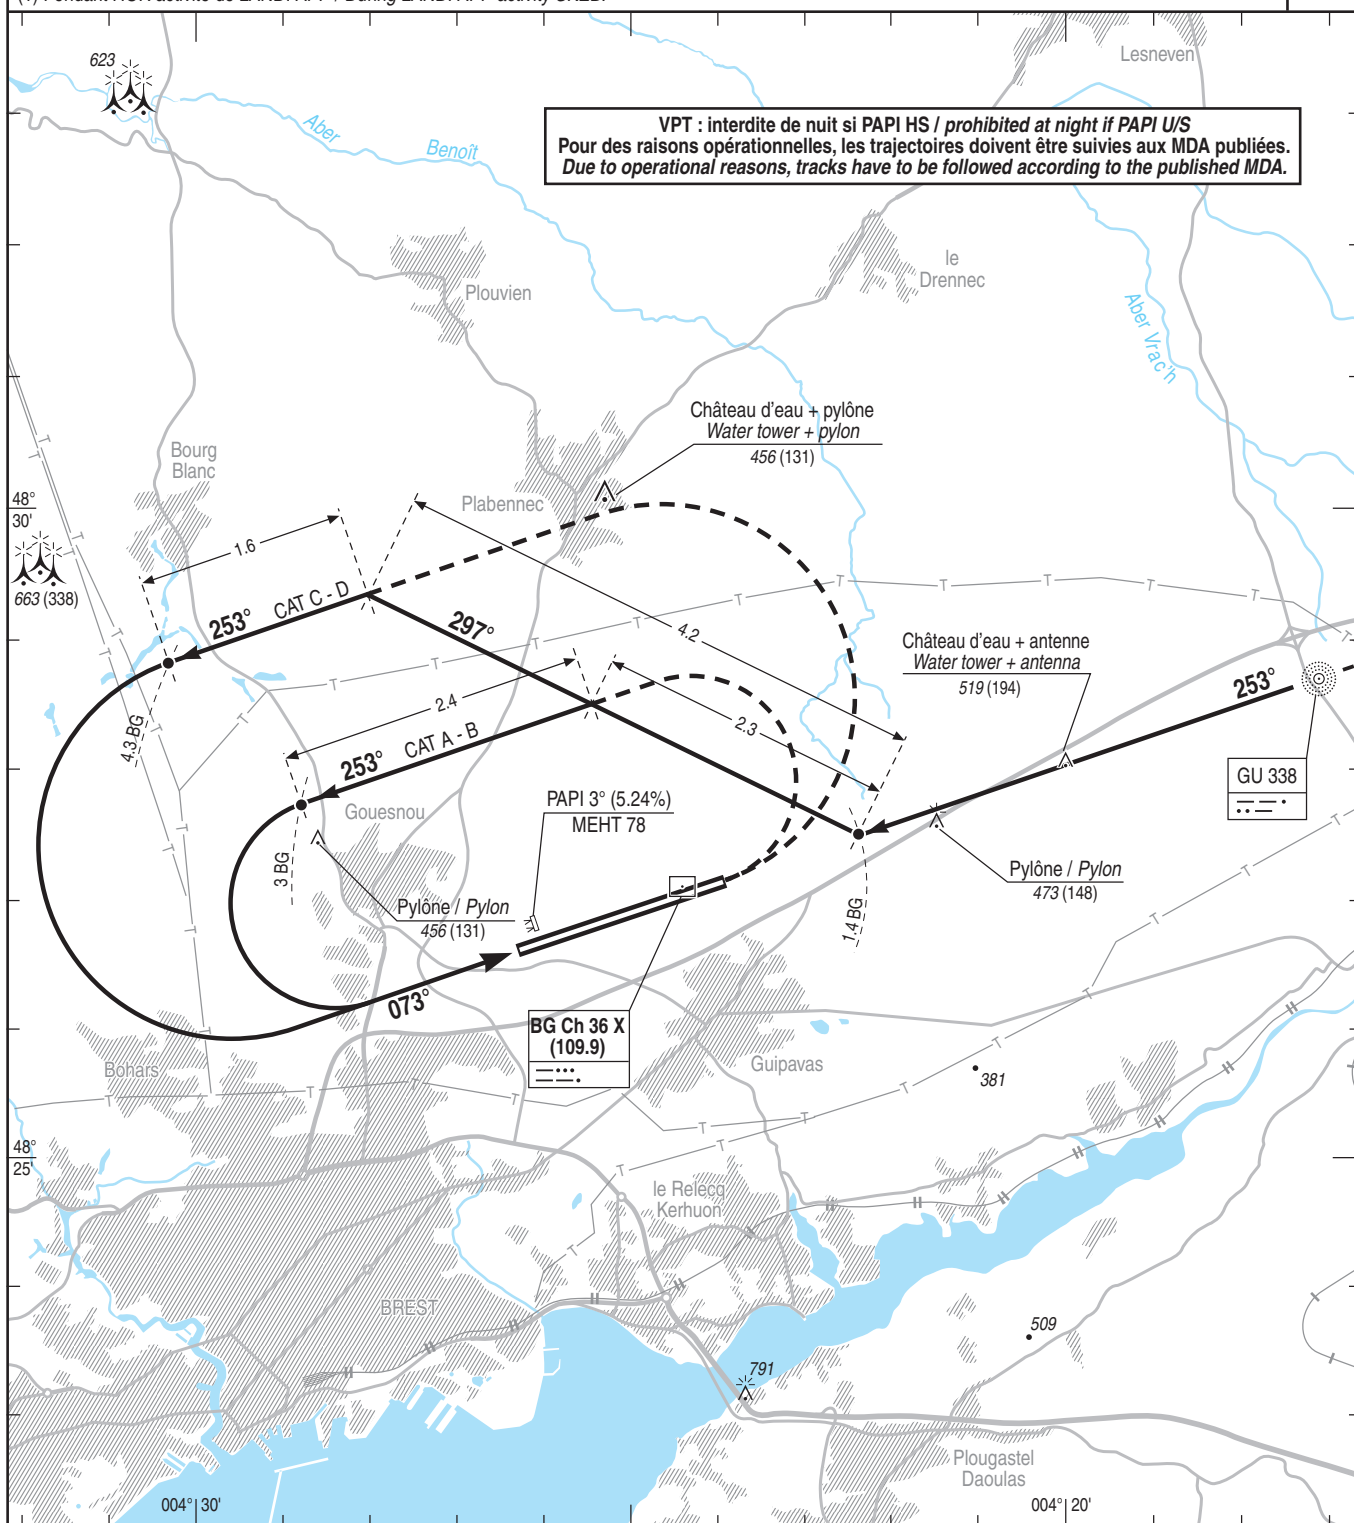 623
Lesneven
VPT : interdite de nuit si PAPI HS / prohibited at night if PAPI U/S
Pour des raisons opérationnelles, les trajectoires doivent être suivies aux MDA publiées.
Due to operational reasons, tracks have to be followed according to the published MDA.
Aber
Benoît
le
Drennec
Plouvien
Aber Vrac'h
Château d'eau + pylône
Water tower + pylon
456 (131)
Bourg
Blanc
Plabennec
48°
30'
1.6
663 (338)
253°
CAT C - D
297°
4.2
Château d'eau + antenne
Water tower + antenna
519 (194)
253°
2.4
2.3
4.3 BG
253°
CAT A - B
GU 338
PAPI 3° (5.24%)
MEHT 78
Gouesnou
3 BG
Pylône / Pylon
473 (148)
Pylône / Pylon
456 (131)
1.4 BG
073°
BG Ch 36 X
(109.9)
Guipavas
Bohars
381
48°
25'
le Relecq
Kerhuon
BREST
509
791
Plougastel
Daoulas
004° 30'
004° 20'